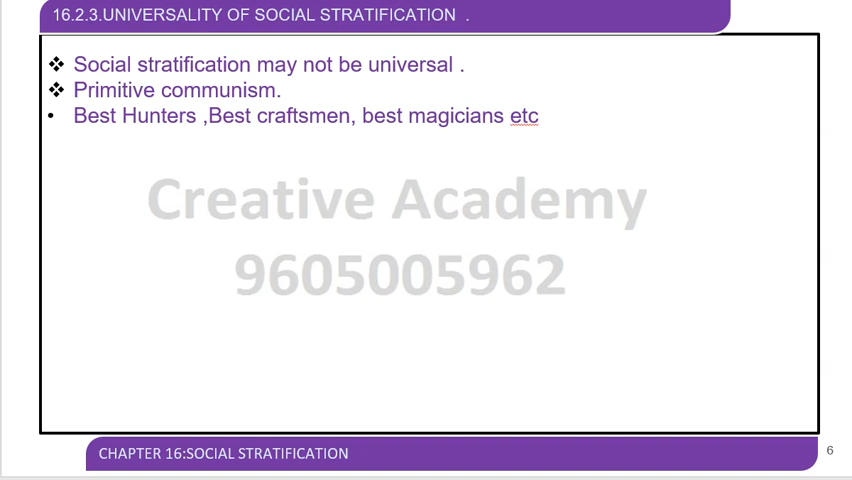 16.2.3.UNIVERSALITY OF SOCIAL STRATIFICATION .
❖ Social stratification may not be universal .
❖ Primitive communism.
• Best Hunters ,Best craftsmen, best magicians etc
Creative Academy
9605005962
CHAPTER 16:SOCIAL STRATIFICATION
6